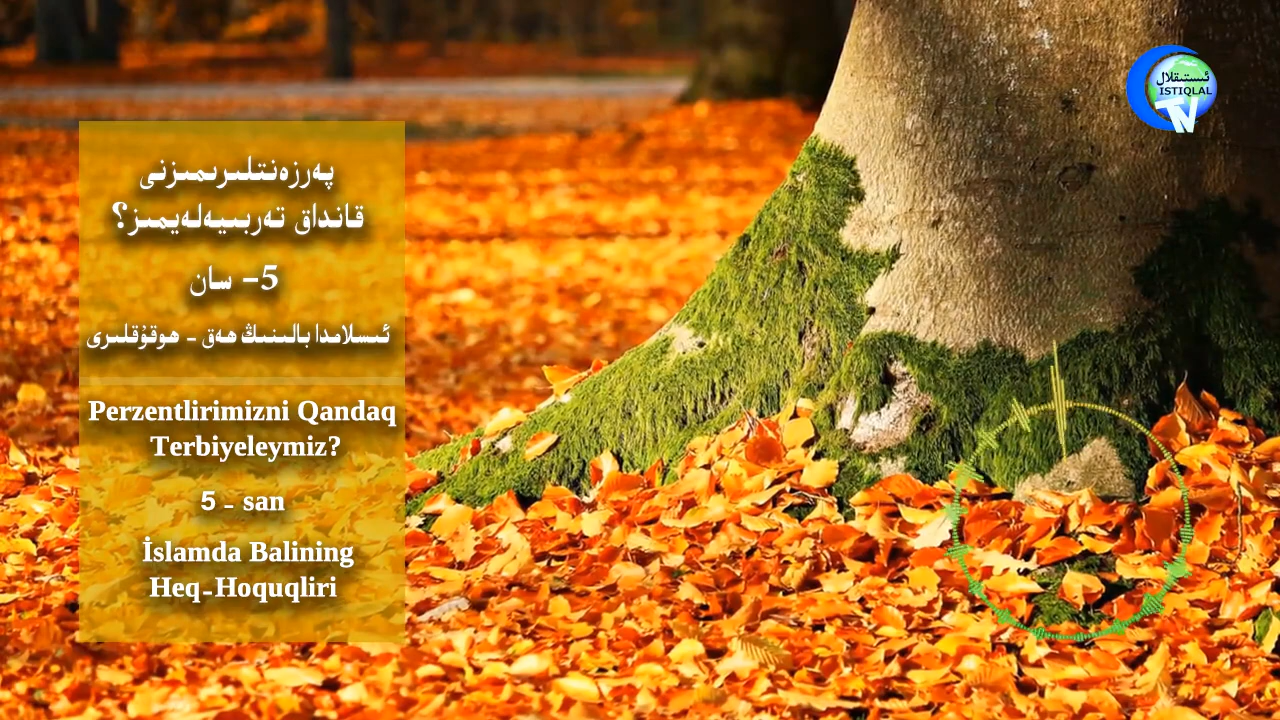 پەرزەنتلىرىمىزنى
قانداق تەربىيەلەيمىز؟
5- سان
ئىسلامدا بالىنىڭ ھەق - ھوقۇقلىرى
Perzentlirimizni Qandaq
Terbiyeleymiz?
5 - san
İslamda Balining
Heq-Hoquqliri
ئىستىقلال
ISTIQLAL
TV